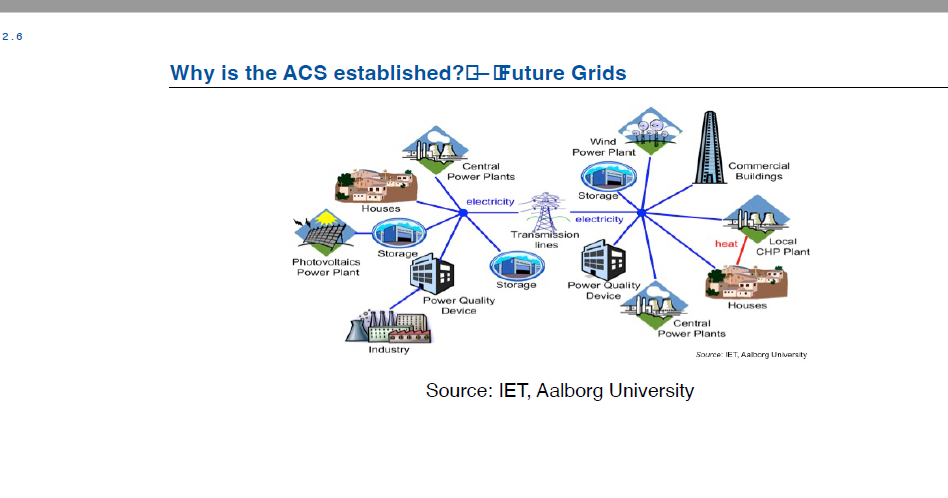 2.6
Why is the ACS established? – Future Grids
Wind
Power Plant
Central
Power Plants
Commercial
Buildings
Storage
electricity
Houses
electricity
Transmission
lines
Local
CHP Plant
heat
Storage
Photovoltaics
Power Plant
Storage
Power Quality
Device
Power Quality
Device
Houses
Central
Power Plants
Industry
Source: IET, Aalborg University
Source: IET, Aalborg University